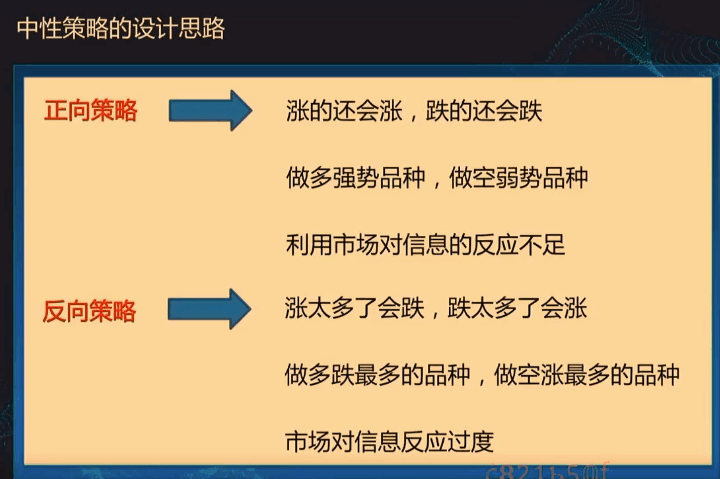 中性策略的设计思路
正向策略
涨的还会涨，跌的还会跌
做多强势品种，做空弱势品种
利用市场对信息的反应不足
反向策略
涨太多了会跌，跌太多了会涨
做多跌最多的品种，做空涨最多的品种
市场对信息反应过度